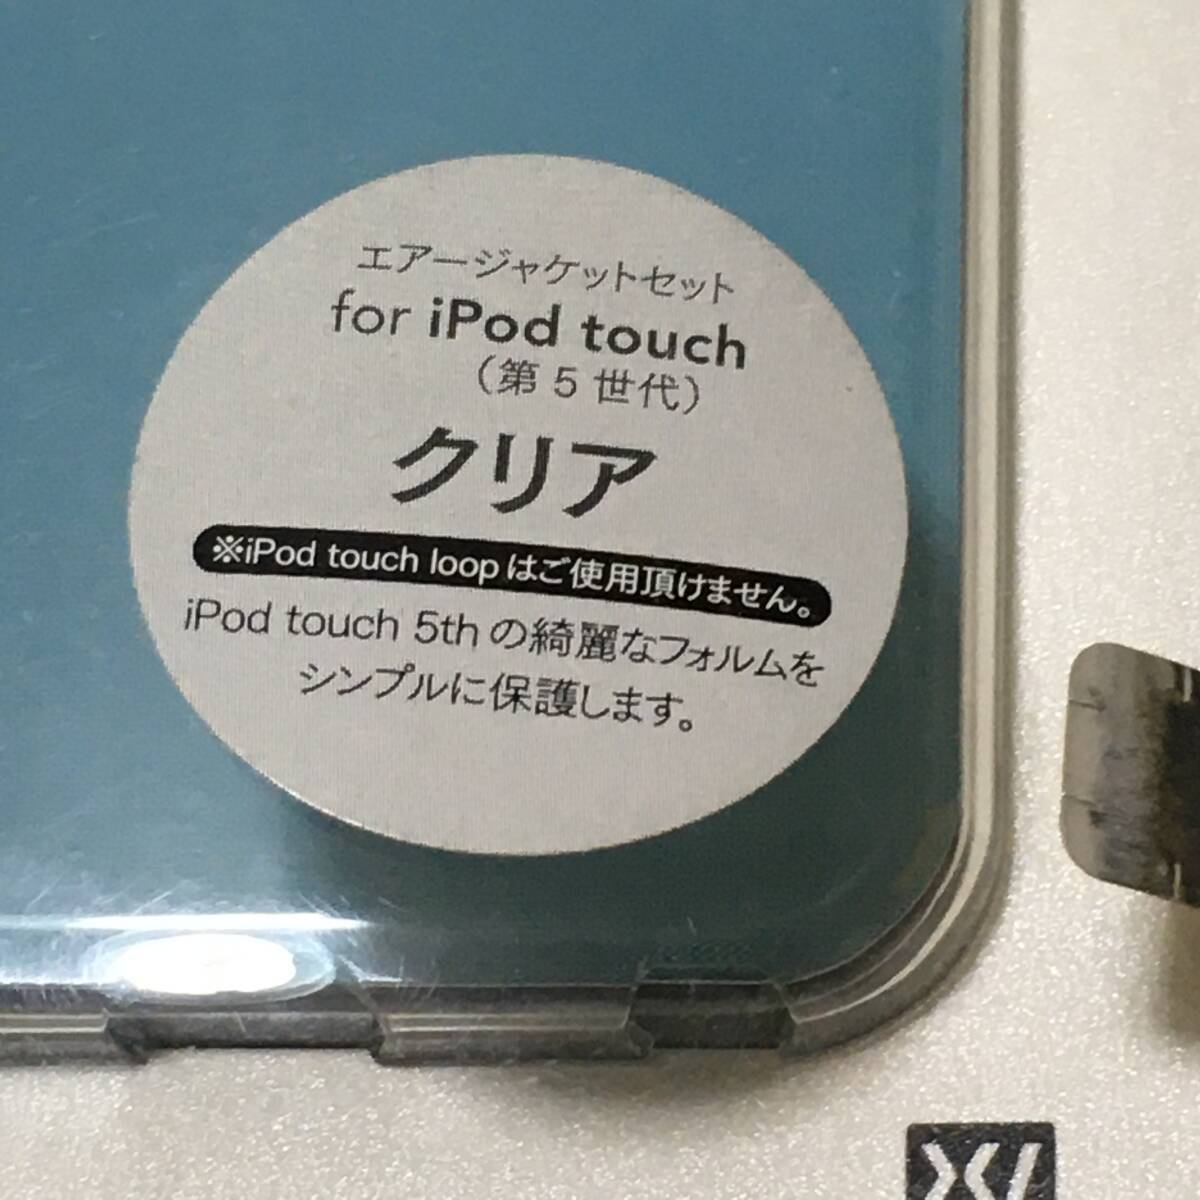 エアージャケットセット
for iPod touch
（第5世代）
クリア
※iPod touch loopはご使用頂けません。
iPod touch 5thの綺麗なフォルムを
シンプルに保護します。